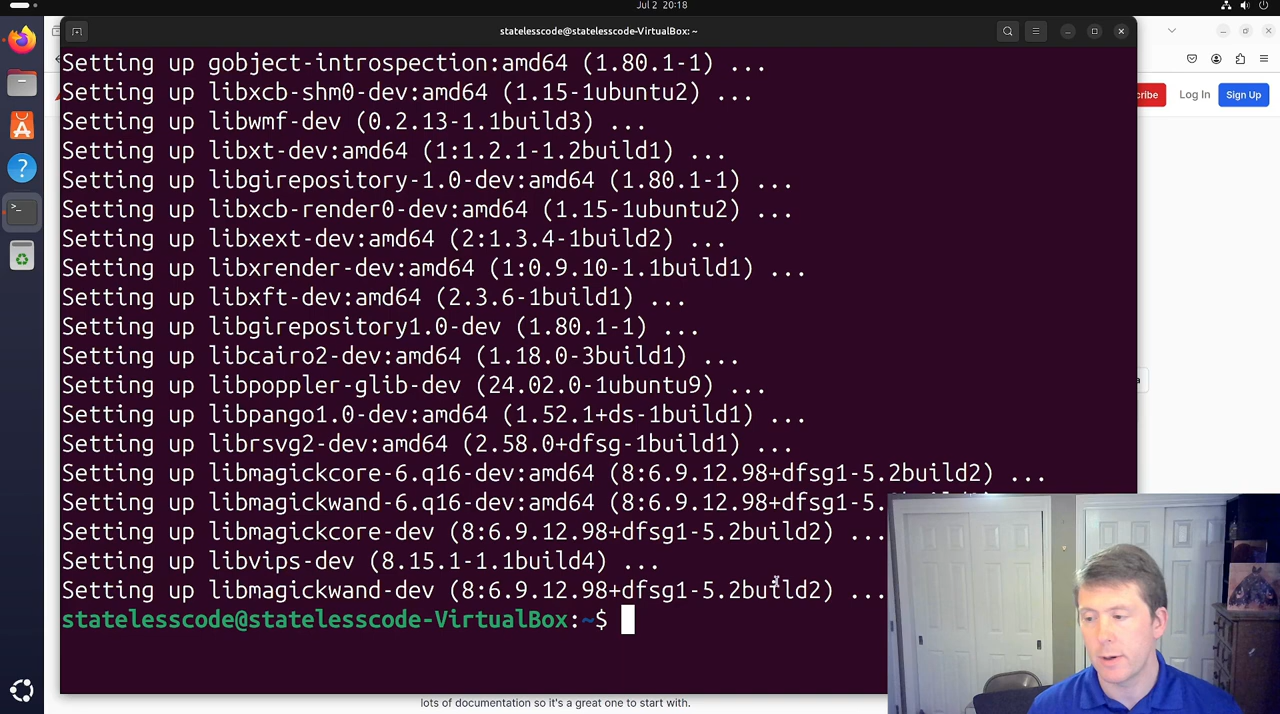 Jul 2 20:18
statelesscode@statelesscode-VirtualBox: ~
Setting up gobject-introspection:amd64 (1.80.1-1) ...
Setting up libxcb-shm0-dev:amd64 (1.15-1ubuntu2) ...
Setting up libwmf-dev (0.2.13-1.1build3) ...
Setting up libxt-dev:amd64 (1:1.2.1-1.2build1) ...
Setting up libgirepository-1.0-dev:amd64 (1.80.1-1) ...
Setting up libxcb-render0-dev:amd64 (1.15-1ubuntu2) ...
Setting up libxext-dev:amd64 (2:1.3.4-1build2) ...
Setting up libxrender-dev:amd64 (1:0.9.10-1.1build1) ...
Setting up libxft-dev:amd64 (2.3.6-1build1) ...
Setting up libgirepository1.0-dev (1.80.1-1) ...
Setting up libcairo2-dev:amd64 (1.18.0-3build1) ...
Setting up libpoppler-glib-dev (24.02.0-1ubuntu9) ...
Setting up libpango1.0-dev:amd64 (1.52.1+ds-1build1) ...
Setting up librsvg2-dev:amd64 (2.58.0+dfsg-1build1) ...
Setting up libmagickcore-6.q16-dev:amd64 (8:6.9.12.98+dfsg1-5.2build2) ...
Setting up libmagickwand-6.q16-dev:amd64 (8:6.9.12.98+dfsg1-5.
Setting up libmagickcore-dev (8:6.9.12.98+dfsg1-5.2build2) ...
Setting up libvips-dev (8.15.1-1.1build4) ...
Setting up libmagickwand-dev (8:6.9.12.98+dfsg1-5.2build2) ...
statelesscode@statelesscode-VirtualBox:~$
cribe
Log In
Sign Up
a
lots of documentation so it's a great one to start with.